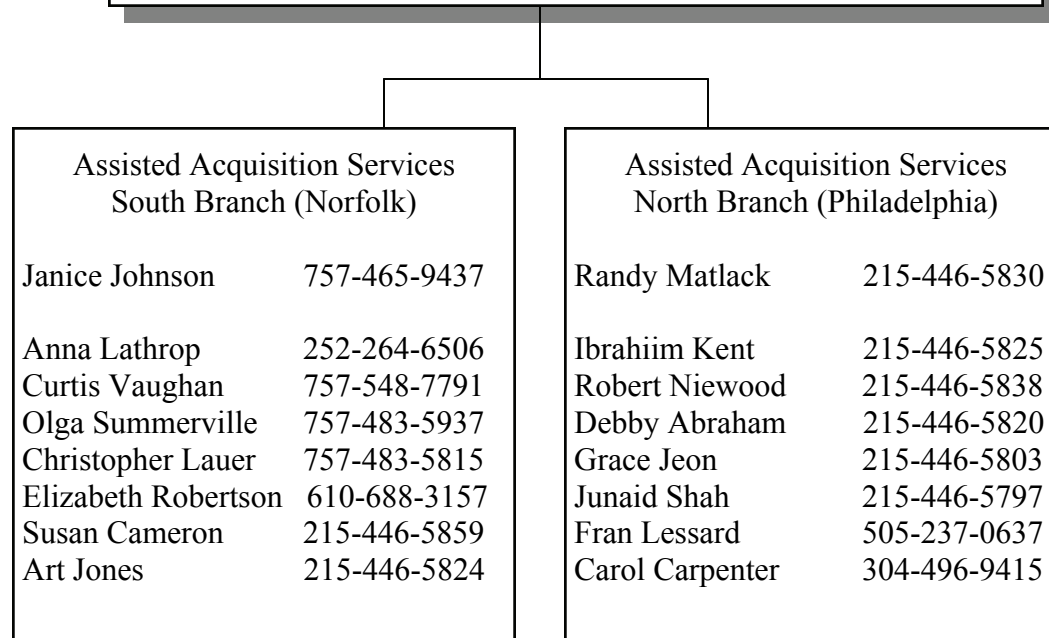 Assisted Acquisition Services
South Branch (Norfolk)
Janice Johnson 757-465-9437
Anna Lathrop 252-264-6506
Curtis Vaughan 757-548-7791
Olga Summerville 757-483-5937
Christopher Lauer 757-483-5815
Elizabeth Robertson 610-688-3157
Susan Cameron 215-446-5859
Art Jones 215-446-5824
Assisted Acquisition Services
North Branch (Philadelphia)
Randy Matlack 215-446-5830
Ibrahiim Kent 215-446-5825
Robert Niewood 215-446-5838
Debby Abraham 215-446-5820
Grace Jeon 215-446-5803
Junaid Shah 215-446-5797
Fran Lessard 505-237-0637
Carol Carpenter 304-496-9415